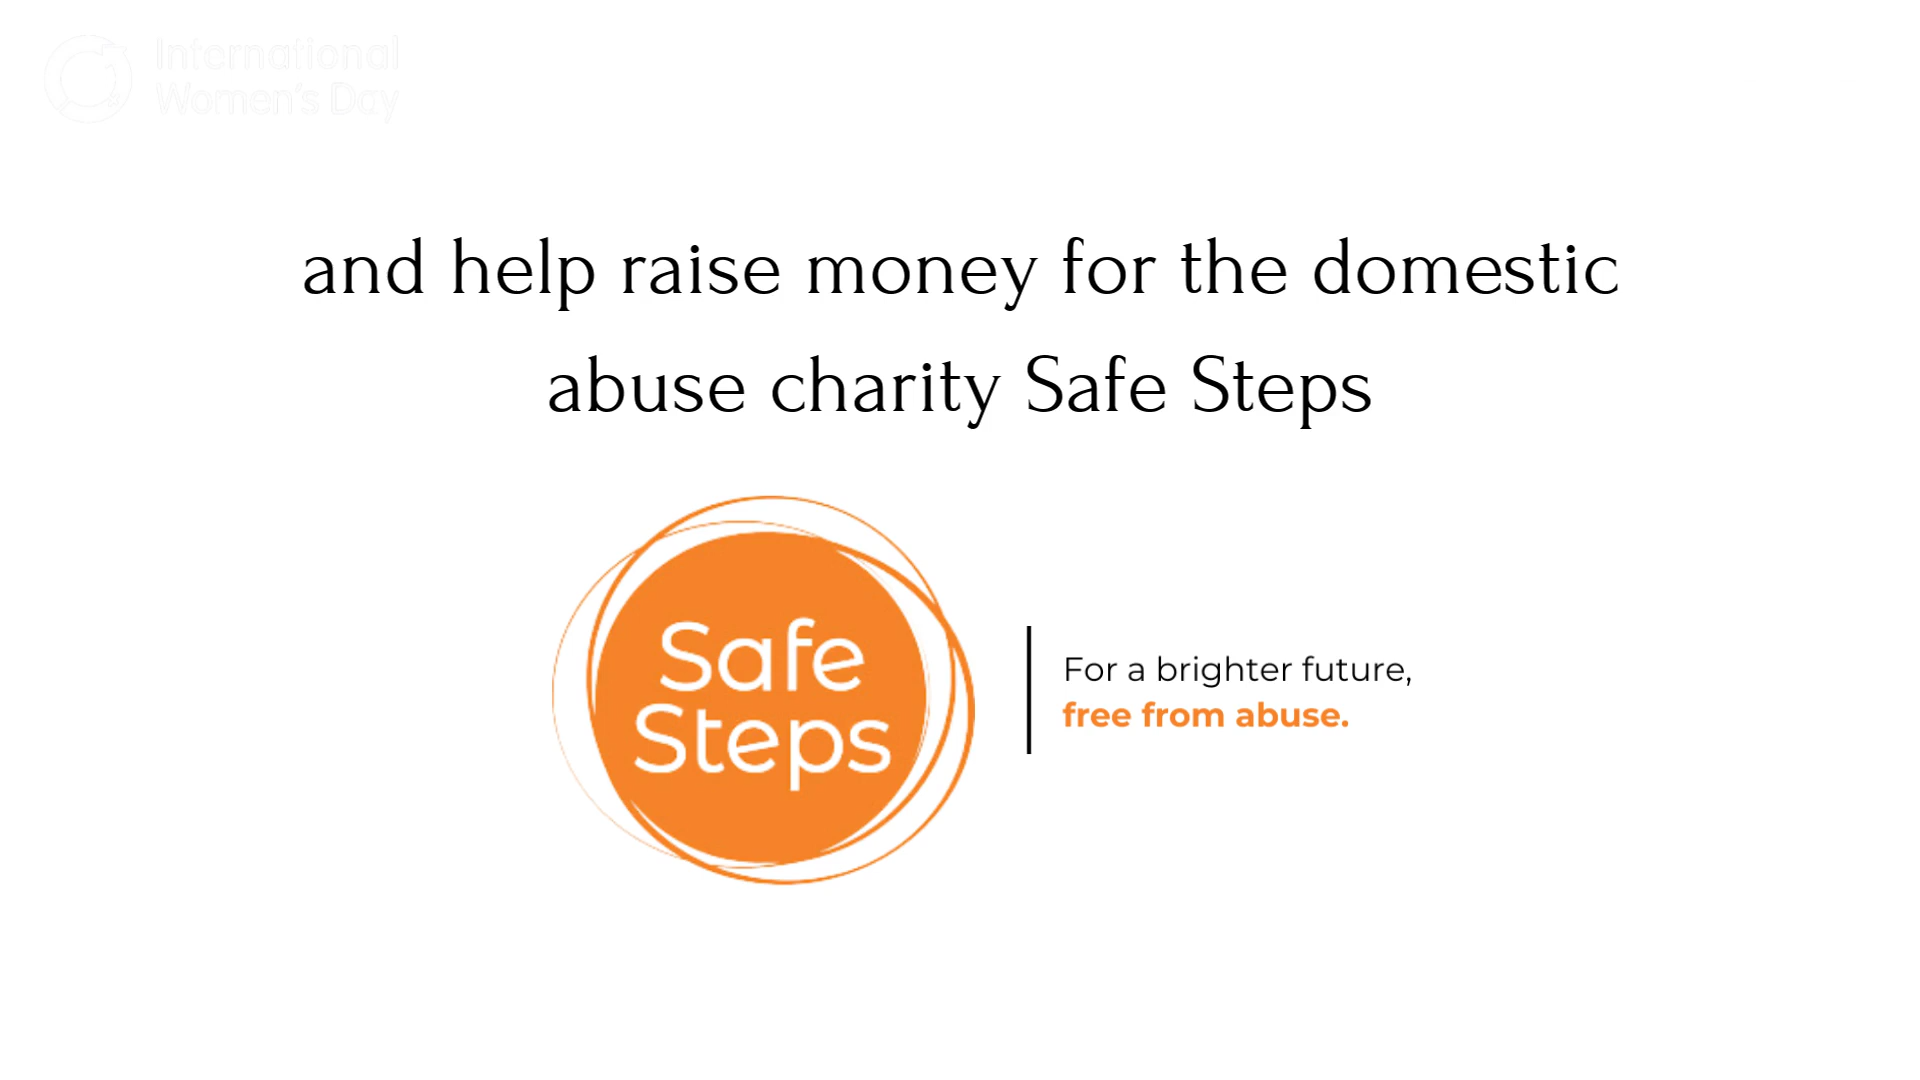 International
Women's Day
and help raise money for the domestic
abuse charity Safe Steps
Safe
Steps
For a brighter future,
free from abuse.